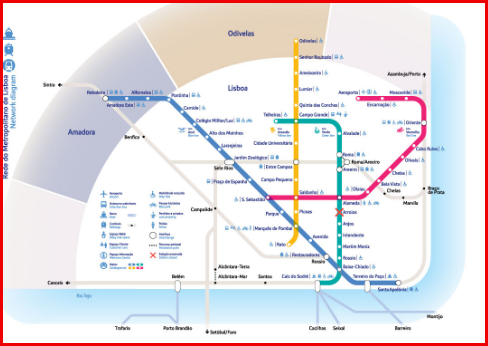 Rede do Metropolitano de Lisboa
Network diagram
Odivelas
Lisboa
Amadora
Sintra
Azambuja/Porto
Odivelas
Senhor Roubado
Ameixoeira
Lumiar
Quinta das Conchas
Campo Grande
Telheiras
Aeroporto
Moscavide
Encarnação
Oriente
Cabo Ruivo
Olivais
Chelas
Bela Vista
Olaias
Chelas
Marvila
Braço
de Prata
Reboleira
Amadora Este
Alfornelos
Pontinha
Carnide
Colégio Militar/Luz
Alto dos Moinhos
Laranjeiras
Jardim Zoológico
Sete Rios
Praça de Espanha
S. Sebastião
Parque
Marquês de Pombal
Avenida
Restauradores
Rossio
Baixa-Chiado
Terreiro do Paço
Santa Apolónia
Benfica
Cidade Universitária
Entre Campos
Campo Pequeno
Saldanha
Picoas
Rato
Alvalade
Roma
Roma/Areeiro
Areeiro
Alameda
Arroios
Anjos
Intendente
Martim Moniz
Rossio
Cais do Sodré
Campolide
Alcântara-Terra
Alcântara-Mar
Santos
Belém
Cascais
Rio Tejo
Trafaria
Porto Brandão
Setúbal/Faro
Cacilhas
Seixal
Barreiro
Montijo